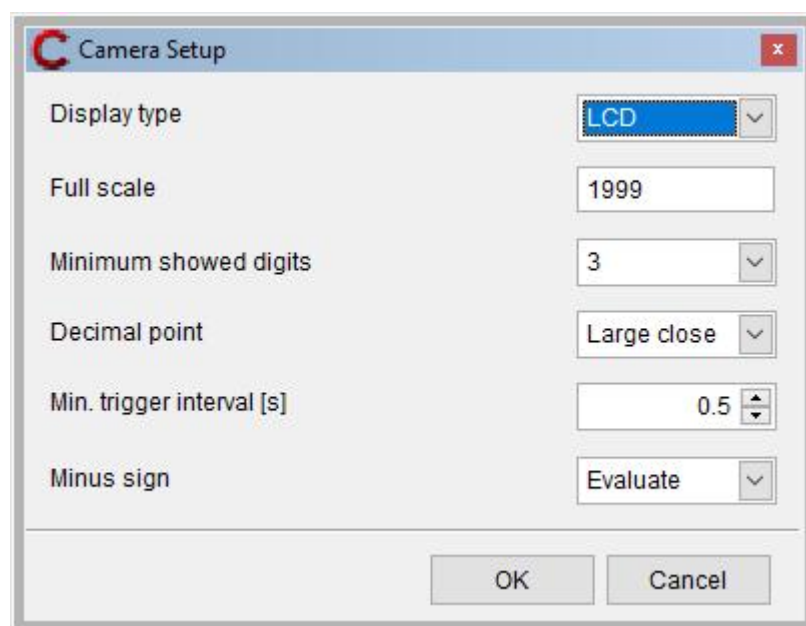 Camera Setup
Display type LCD
Full scale 1999
Minimum showed digits 3
Decimal point Large close
Min. trigger interval [s] 0.5
Minus sign Evaluate
OK Cancel